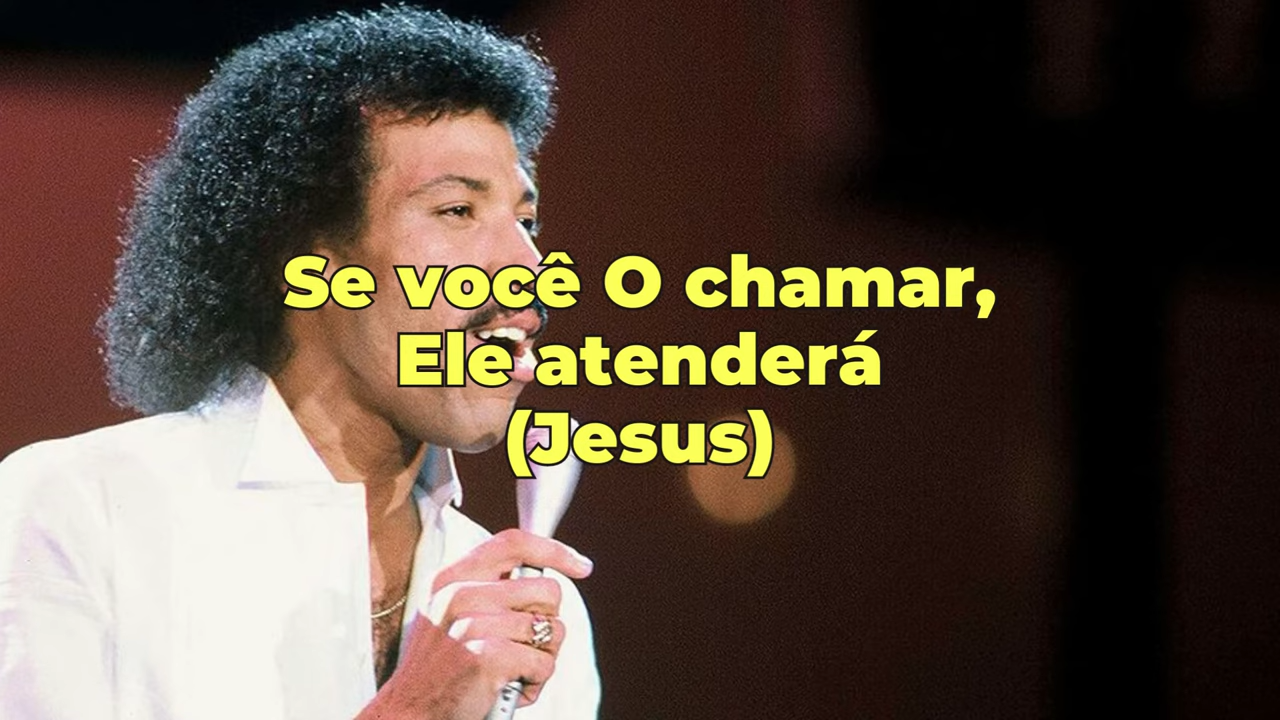 Se você O chamar,
Ele atenderá
(Jesus)